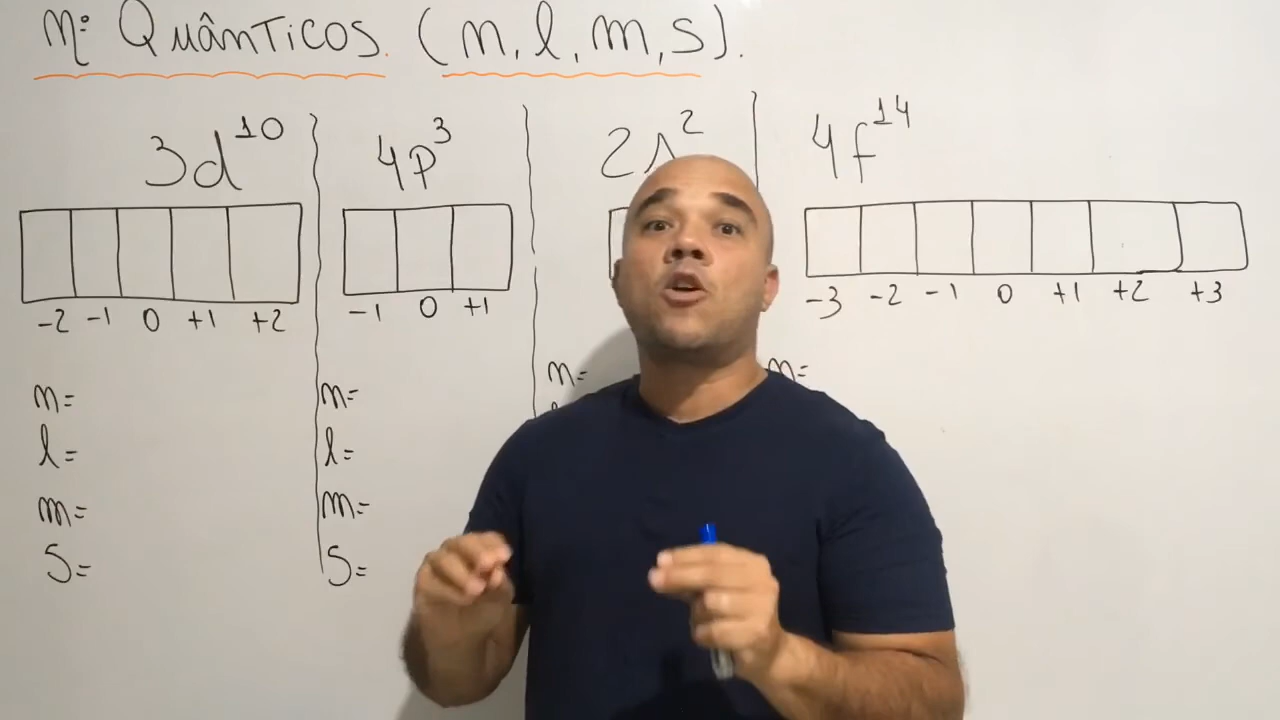 nº Quânticos. (n, l, m, s).
3d¹⁰
-2 -1 0 +1 +2
n=
l=
m=
S=
4p³
-1 0 +1
n=
l=
m=
S=
2s²
n=
4f¹⁴
-3 -2 -1 0 +1 +2 +3
n=